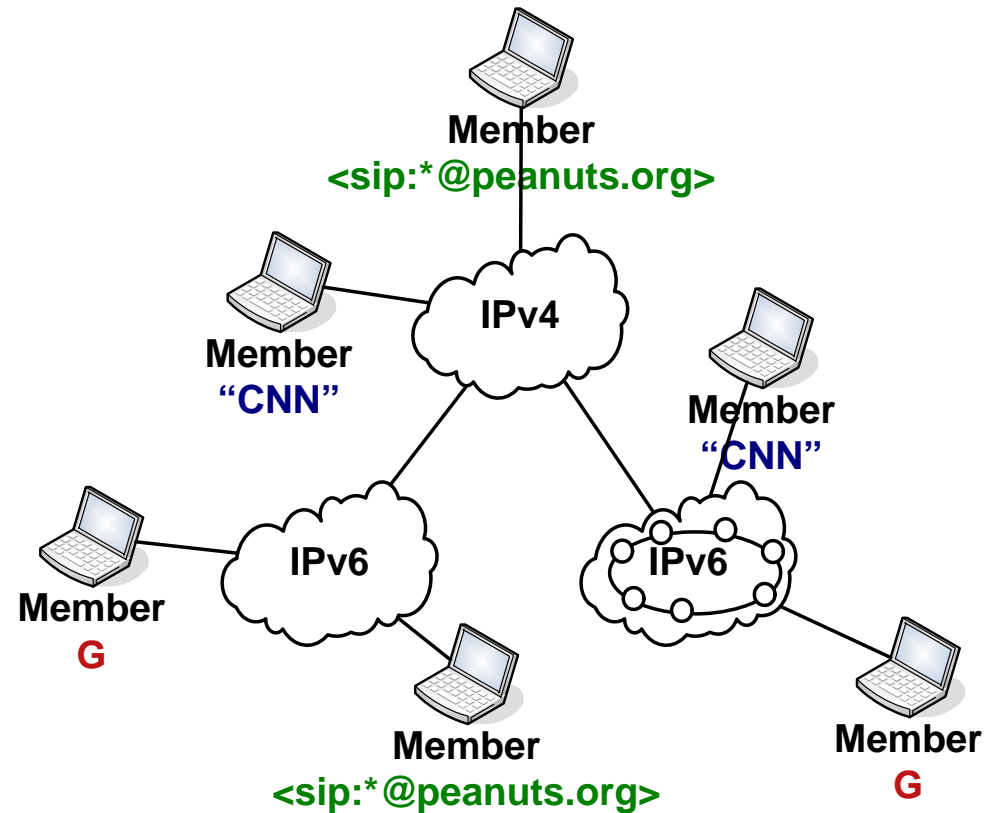 Member
<sip:*@peanuts.org>
IPv4
Member
“CNN”
Member
“CNN”
IPv6
IPv6
Member
G
Member
<sip:*@peanuts.org>
Member
G